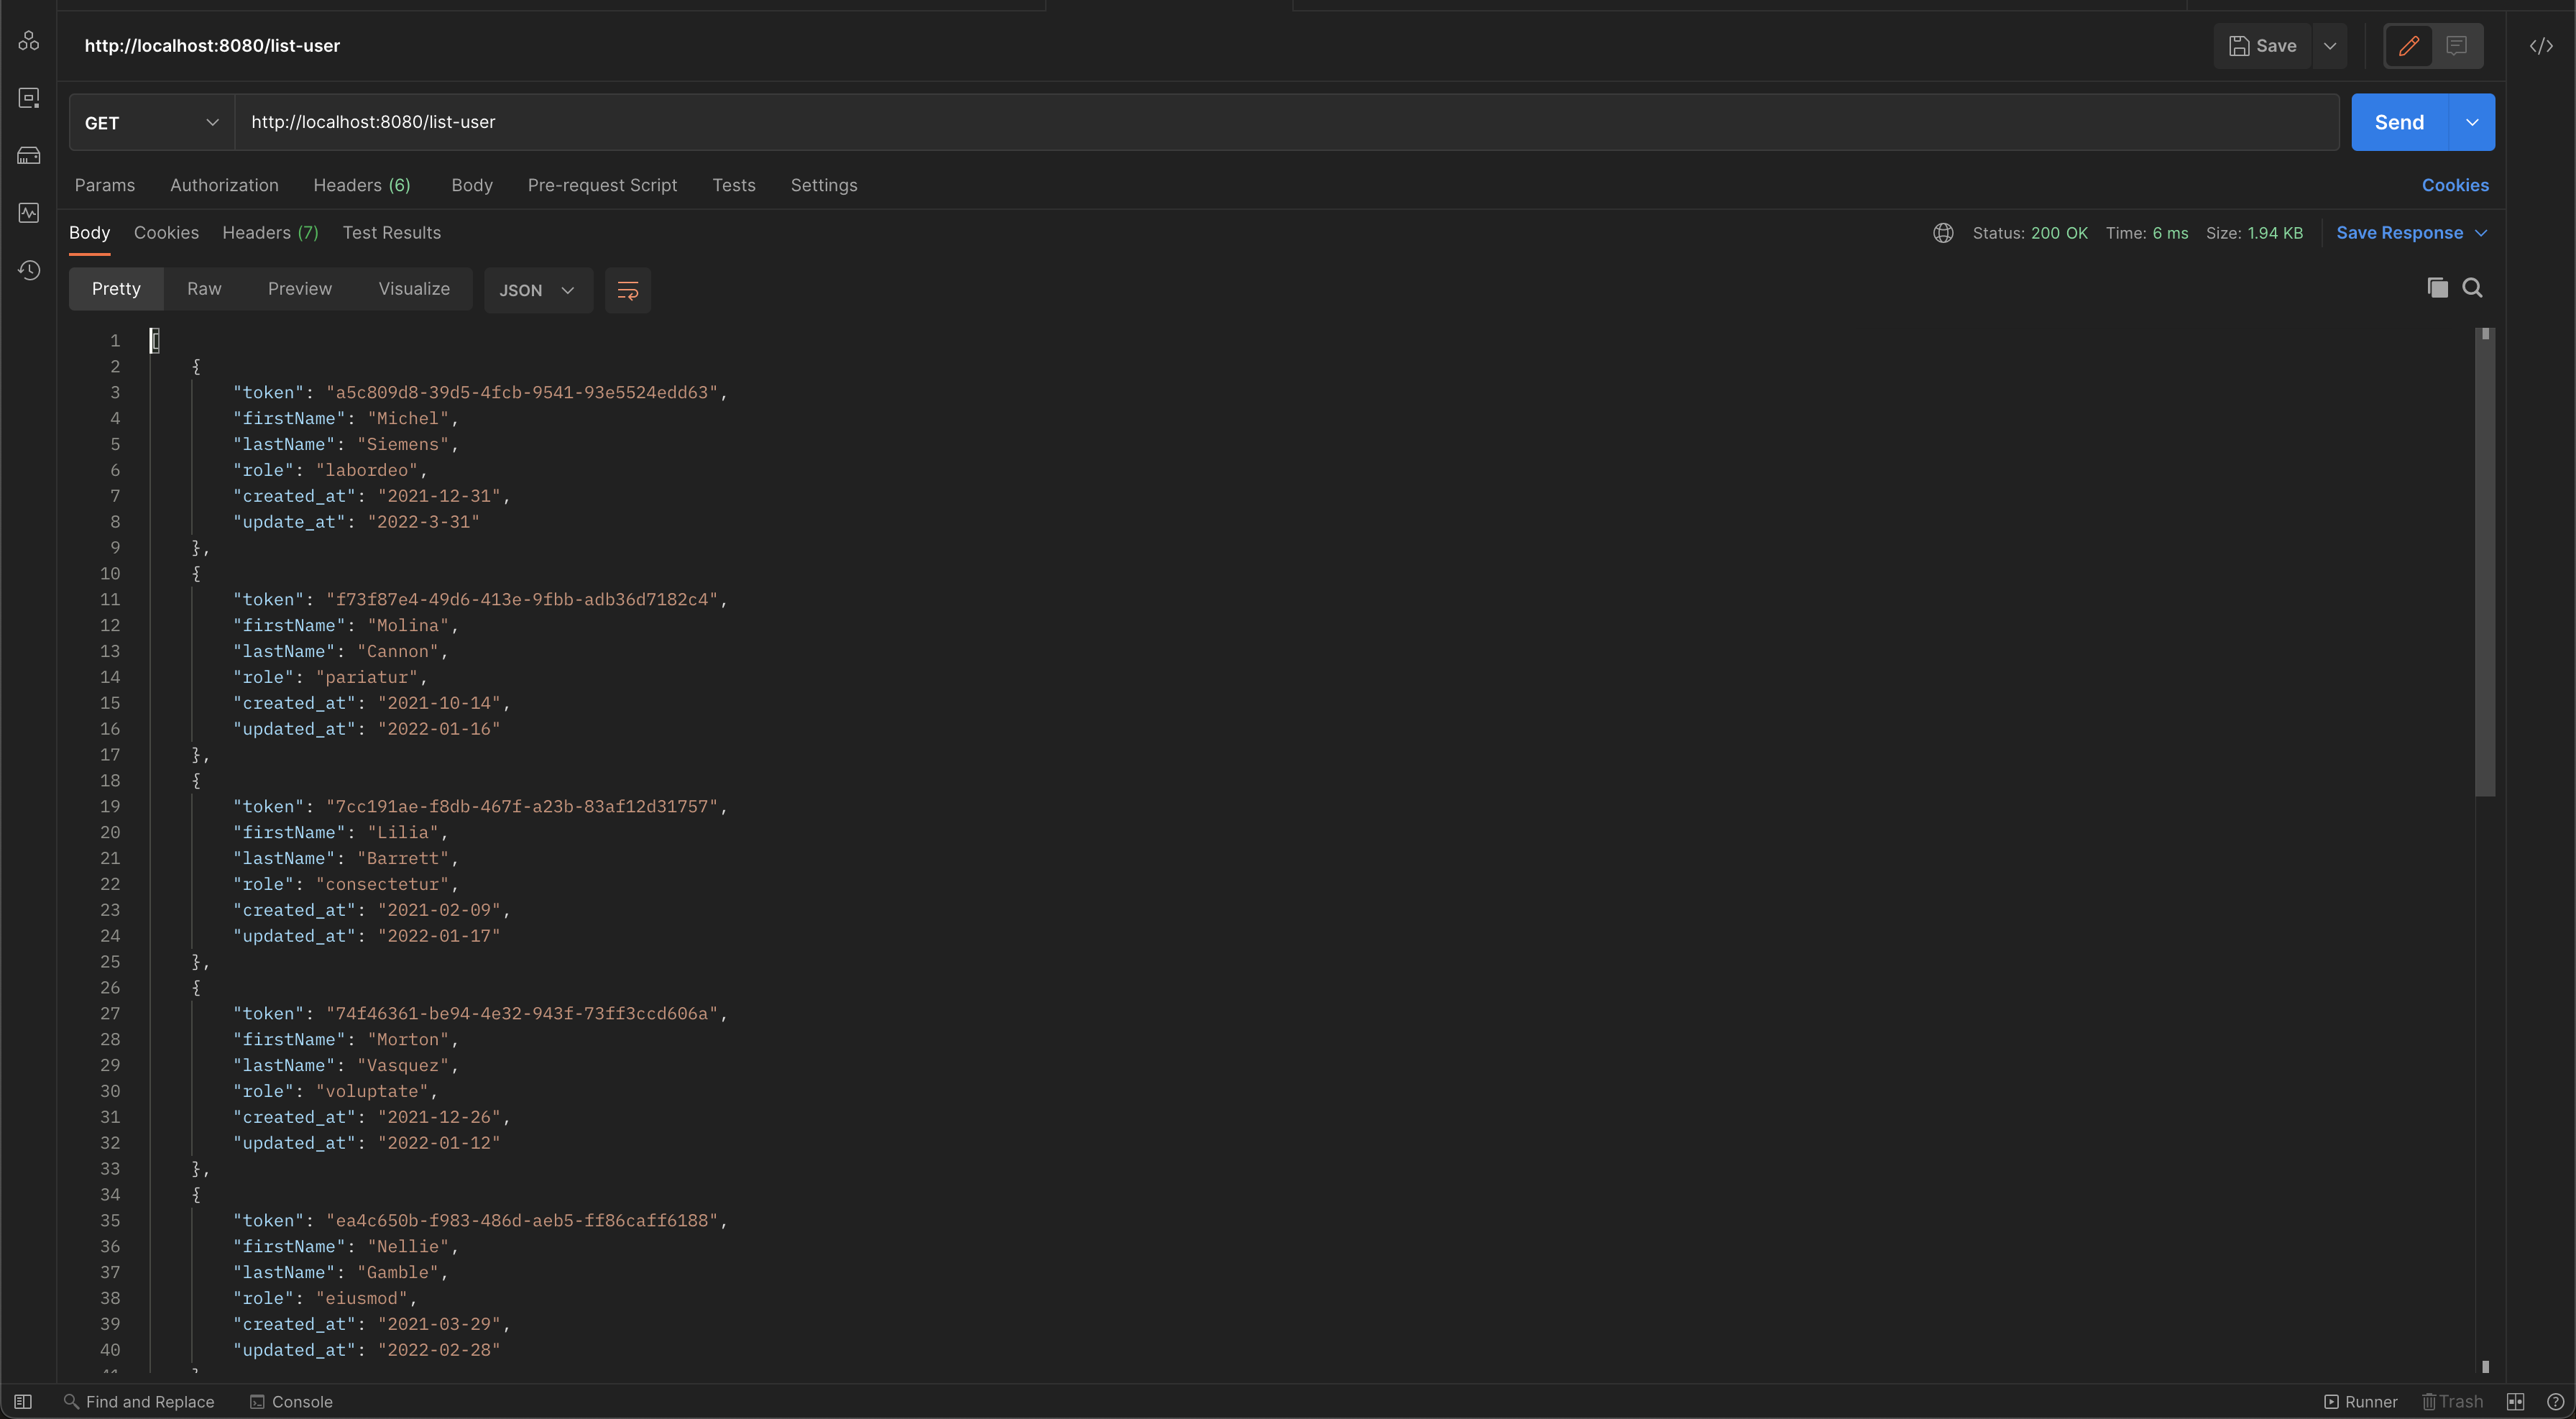 http://localhost:8080/list-user
Save
GET
http://localhost:8080/list-user
Send
Params Authorization Headers (6) Body Pre-request Script Tests Settings Cookies
Body Cookies Headers (7) Test Results Status: 200 OK Time: 6 ms Size: 1.94 KB Save Response
Pretty Raw Preview Visualize JSON
1 [
2 {
3 "token": "a5c809d8-39d5-4fcb-9541-93e5524edd63",
4 "firstName": "Michel",
5 "lastName": "Siemens",
6 "role": "labordeo",
7 "created_at": "2021-12-31",
8 "update_at": "2022-3-31"
9 },
10 {
11 "token": "f73f87e4-49d6-413e-9fbb-adb36d7182c4",
12 "firstName": "Molina",
13 "lastName": "Cannon",
14 "role": "pariatur",
15 "created_at": "2021-10-14",
16 "updated_at": "2022-01-16"
17 },
18 {
19 "token": "7cc191ae-f8db-467f-a23b-83af12d31757",
20 "firstName": "Lilia",
21 "lastName": "Barrett",
22 "role": "consectetur",
23 "created_at": "2021-02-09",
24 "updated_at": "2022-01-17"
25 },
26 {
27 "token": "74f46361-be94-4e32-943f-73ff3ccd606a",
28 "firstName": "Morton",
29 "lastName": "Vasquez",
30 "role": "voluptate",
31 "created_at": "2021-12-26",
32 "updated_at": "2022-01-12"
33 },
34 {
35 "token": "ea4c650b-f983-486d-aeb5-ff86caff6188",
36 "firstName": "Nellie",
37 "lastName": "Gamble",
38 "role": "eiusmod",
39 "created_at": "2021-03-29",
40 "updated_at": "2022-02-28"
Find and Replace Console Runner Trash